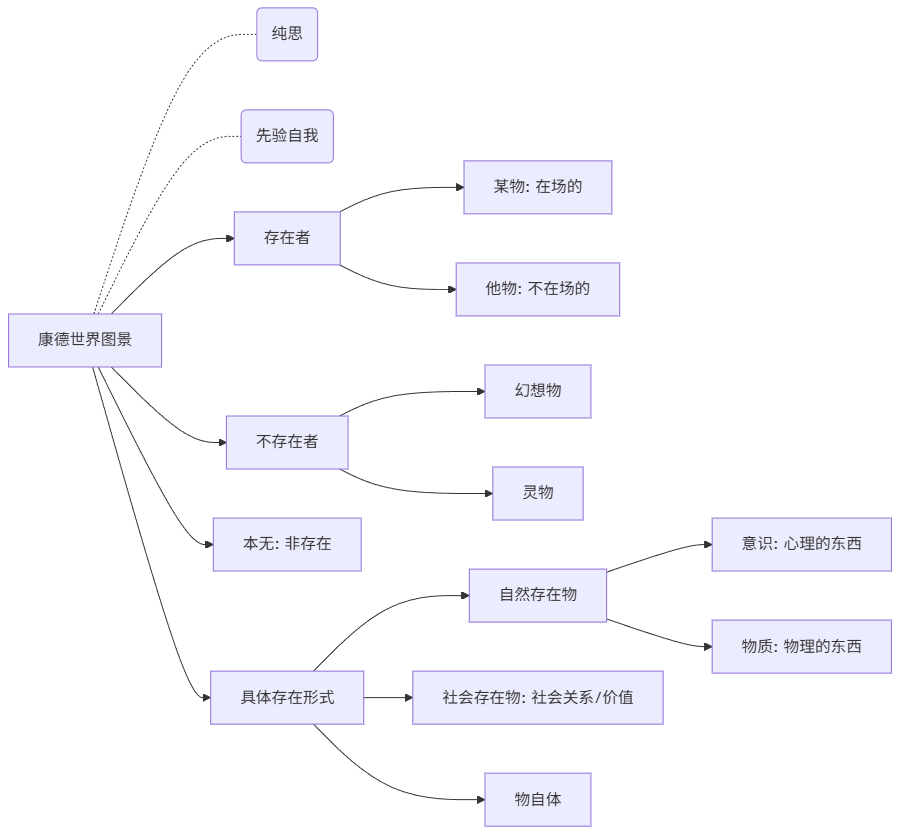 纯思
先验自我
某物: 在场的
存在者
他物: 不在场的
康德世界图景
幻想物
不存在者
灵物
本无: 非存在
意识: 心理的东西
自然存在物
物质: 物理的东西
具体存在形式
社会存在物: 社会关系/价值
物自体